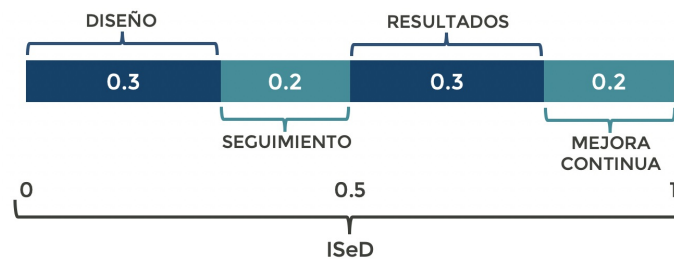 DISEÑO
RESULTADOS
0.3
0.2
0.3
0.2
SEGUIMIENTO
MEJORA
CONTINUA
0
0.5
1
ISeD